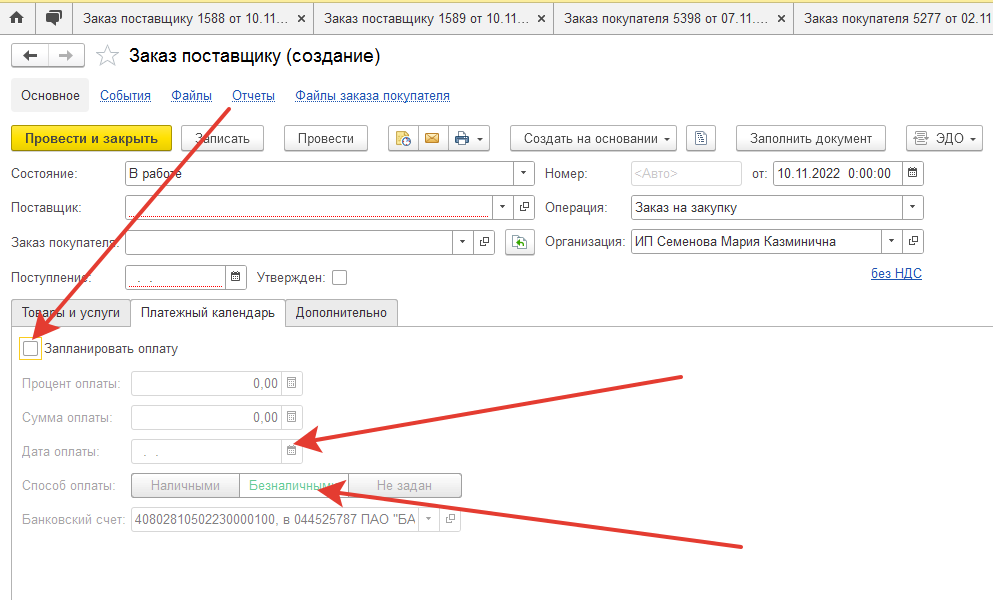 Заказ поставщику 1588 от 10.11.... × Заказ поставщику 1589 от 10.11.... × Заказ покупателя 5398 от 07.11.... × Заказ покупателя 5277 от 02.11
Заказ поставщику (создание)
Основное События Файлы Отчеты Файлы заказа покупателя
Провести и закрыть Записать Провести Создать на основании Заполнить документ ЭДО
Состояние: В работе Номер: <Авто> от: 10.11.2022 0:00:00
Поставщик: Операция: Заказ на закупку
Заказ покупателя: Организация: ИП Семенова Мария Казминична
Поступление: . . Утвержден: без НДС
Товары и услуги Платежный календарь Дополнительно
Запланировать оплату
Процент оплаты: 0,00
Сумма оплаты: 0,00
Дата оплаты: . .
Способ оплаты: Наличными Безналичными Не задан
Банковский счет: 40802810502230000100, в 044525787 ПАО "БА